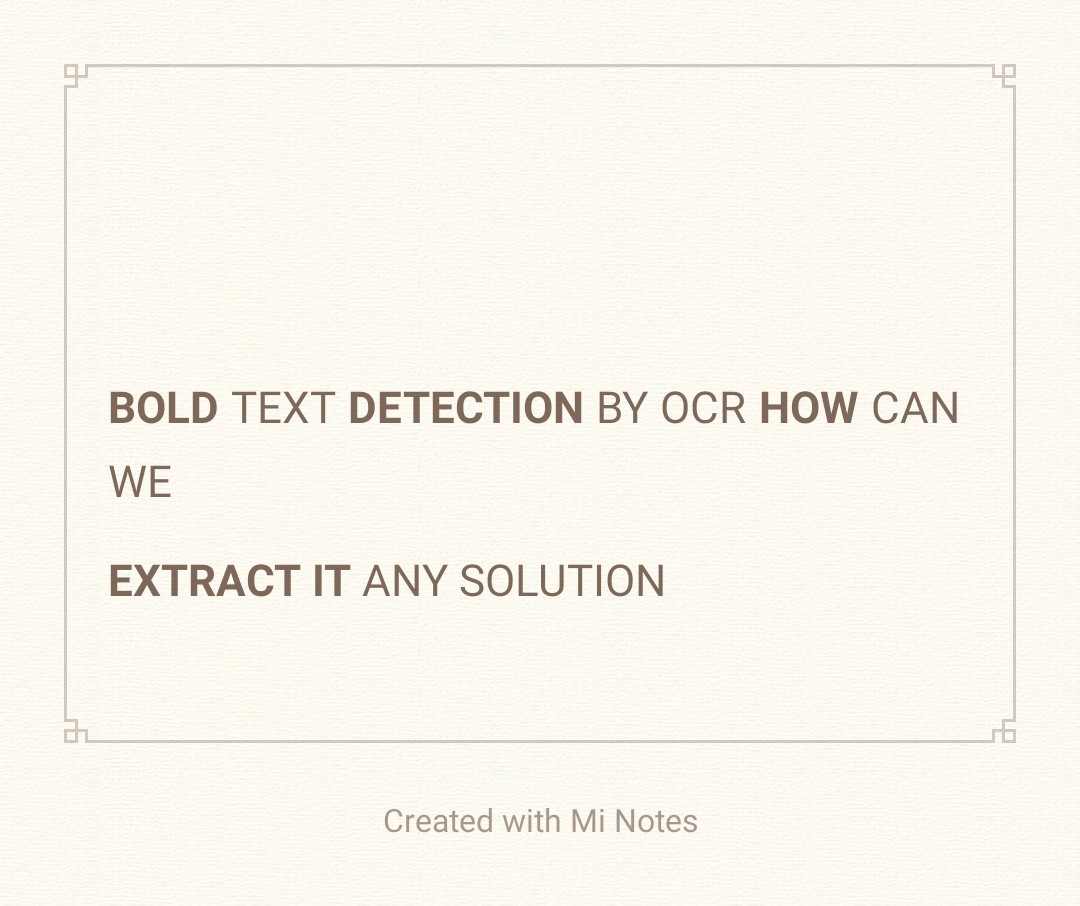 BOLD TEXT DETECTION BY OCR HOW CAN
WE
EXTRACT IT ANY SOLUTION
Created with Mi Notes